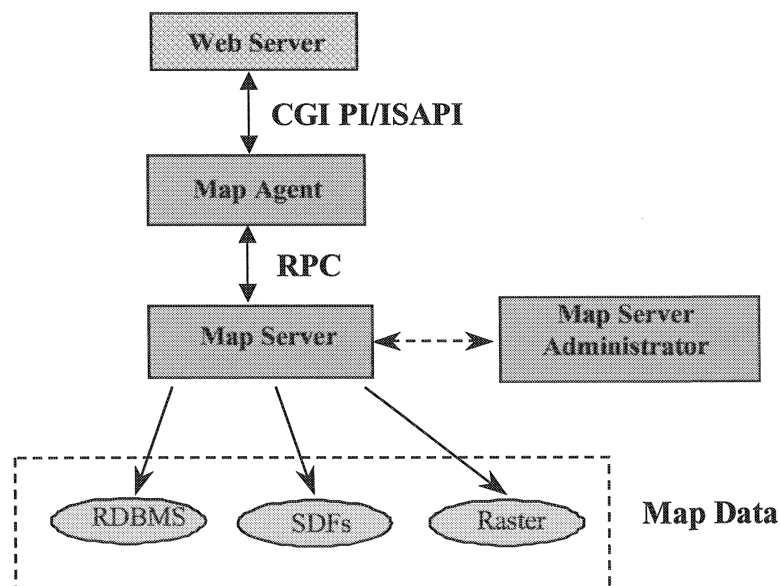 Web Server
CGI PI/ISAPI
Map Agent
RPC
Map Server
Map Server
Administrator
RDBMS
SDFs
Raster
Map Data